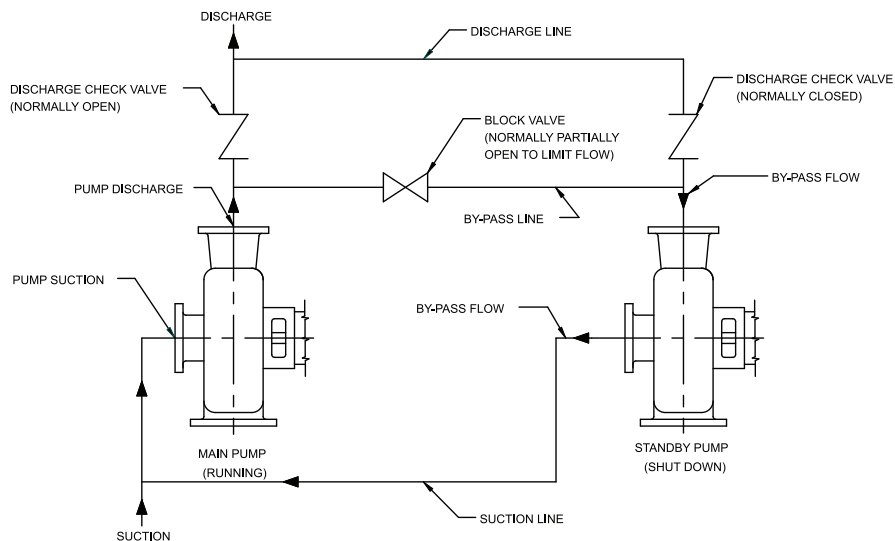 DISCHARGE
DISCHARGE LINE
DISCHARGE CHECK VALVE
(NORMALLY OPEN)
DISCHARGE CHECK VALVE
(NORMALLY CLOSED)
BLOCK VALVE
(NORMALLY PARTIALLY
OPEN TO LIMIT FLOW)
PUMP DISCHARGE
BY-PASS FLOW
BY-PASS LINE
PUMP SUCTION
BY-PASS FLOW
MAIN PUMP
(RUNNING)
STANDBY PUMP
(SHUT DOWN)
SUCTION LINE
SUCTION